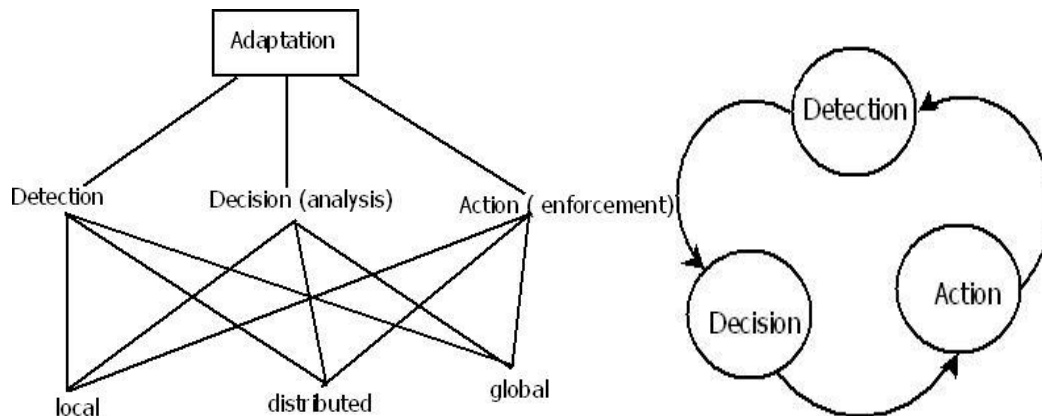 Adaptation
Detection
Decision (analysis)
Action ( enforcement)
local
distributed
global
Detection
Decision
Action